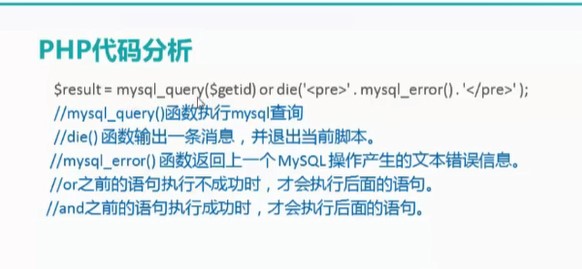 PHP代码分析
$result = mysql_query($getid) or die('<pre>' . mysql_error() . '</pre>' );
//mysql_query()函数执行mysql查询
//die() 函数输出一条消息，并退出当前脚本。
//mysql_error() 函数返回上一个 MySQL 操作产生的文本错误信息。
//or之前的语句执行不成功时，才会执行后面的语句。
//and之前的语句执行成功时，才会执行后面的语句。